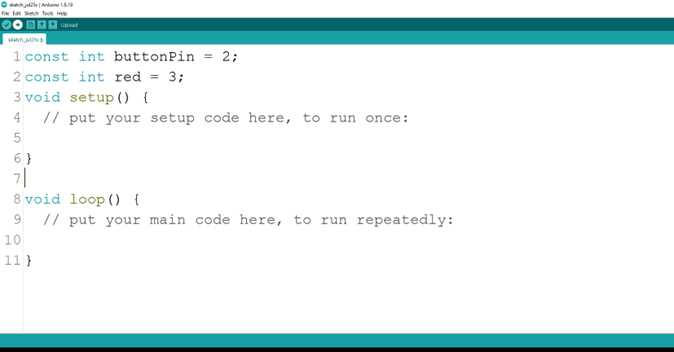 sketch_jul25c | Arduino 1.8.19
File Edit Sketch Tools Help
Upload
sketch_jul25c §
1 const int buttonPin = 2;
2 const int red = 3;
3 void setup() {
4 // put your setup code here, to run once:
5
6 }
7
8 void loop() {
9 // put your main code here, to run repeatedly:
10
11 }